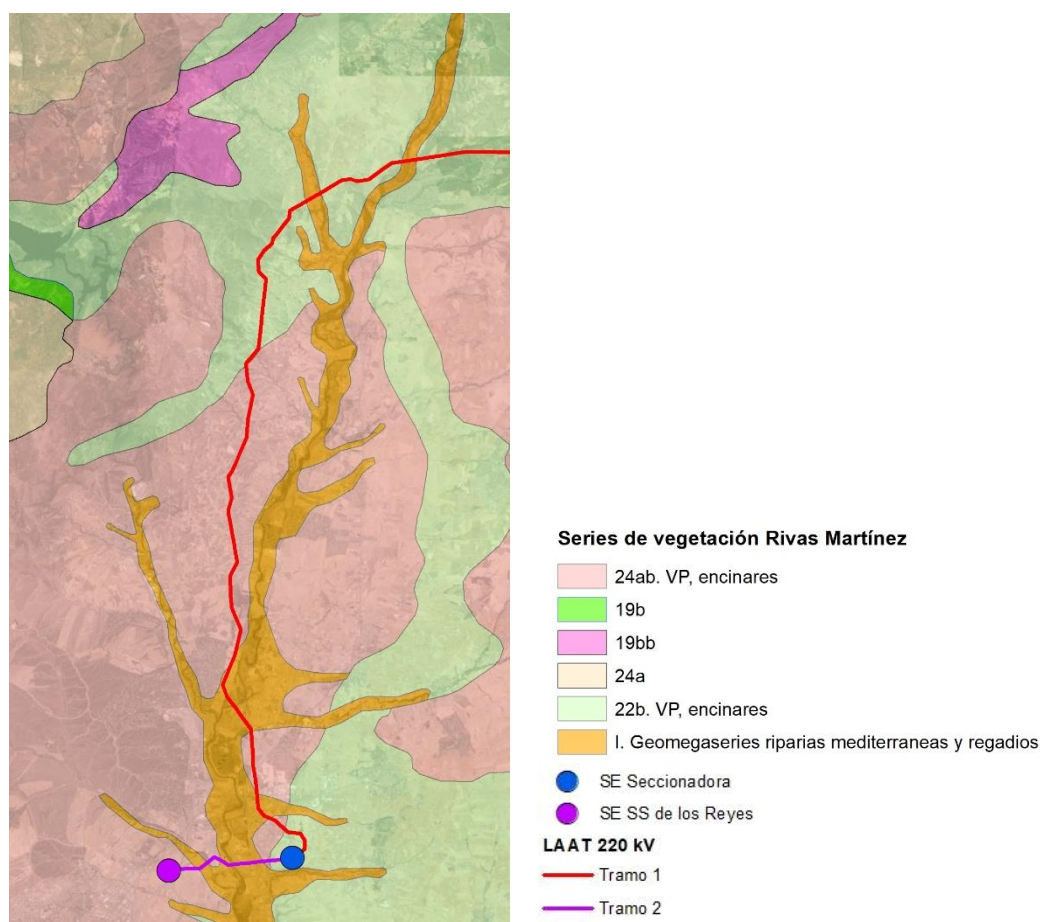 Series de vegetación Rivas Martínez
24ab. VP, encinares
19b
19bb
24a
22b. VP, encinares
I. Geomegaseries riparias mediterraneas y regadios
SE Seccionadora
SE SS de los Reyes
LAAT 220 kV
Tramo 1
Tramo 2